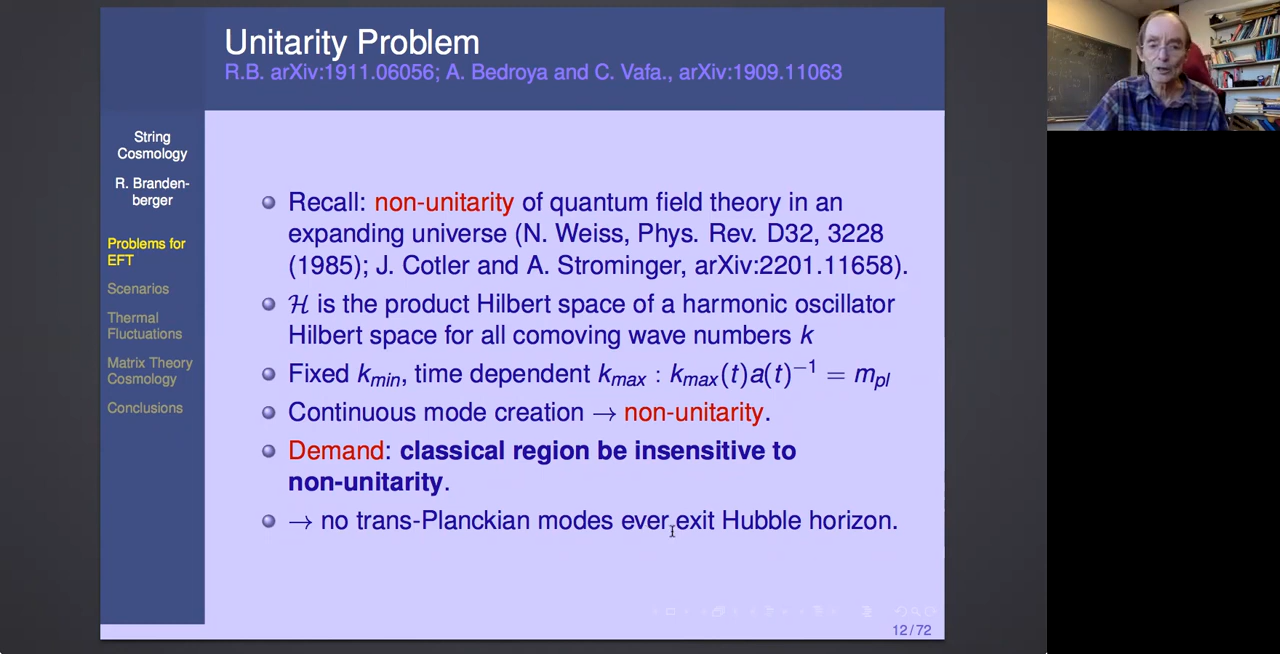 Unitarity Problem
R.B. arXiv:1911.06056; A. Bedroya and C. Vafa., arXiv:1909.11063
String
Cosmology
R. Branden-
berger
Problems for
EFT
Scenarios
Thermal
Fluctuations
Matrix Theory
Cosmology
Conclusions
Recall: non-unitarity of quantum field theory in an
expanding universe (N. Weiss, Phys. Rev. D32, 3228
(1985); J. Cotler and A. Strominger, arXiv:2201.11658).
ℋ is the product Hilbert space of a harmonic oscillator
Hilbert space for all comoving wave numbers k
Fixed k_min, time dependent k_max : k_max(t)a(t)⁻¹ = m_pl
Continuous mode creation → non-unitarity.
Demand: classical region be insensitive to
non-unitarity.
→ no trans-Planckian modes ever exit Hubble horizon.
12/72